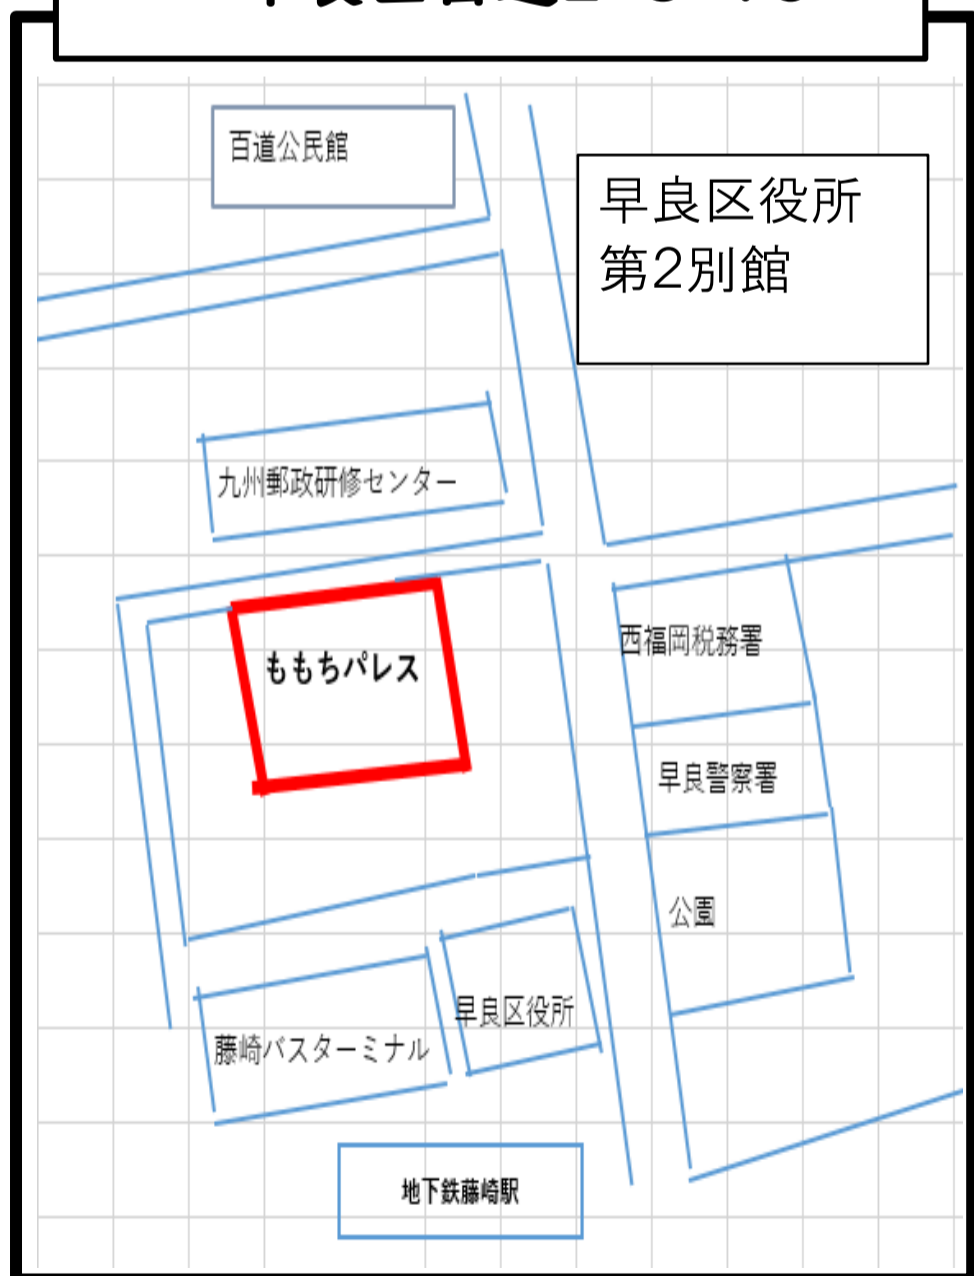 百道公民館
早良区役所
第2別館
九州郵政研修センター
ももちパレス
西福岡税務署
早良警察署
公園
早良区役所
藤崎バスターミナル
地下鉄藤崎駅